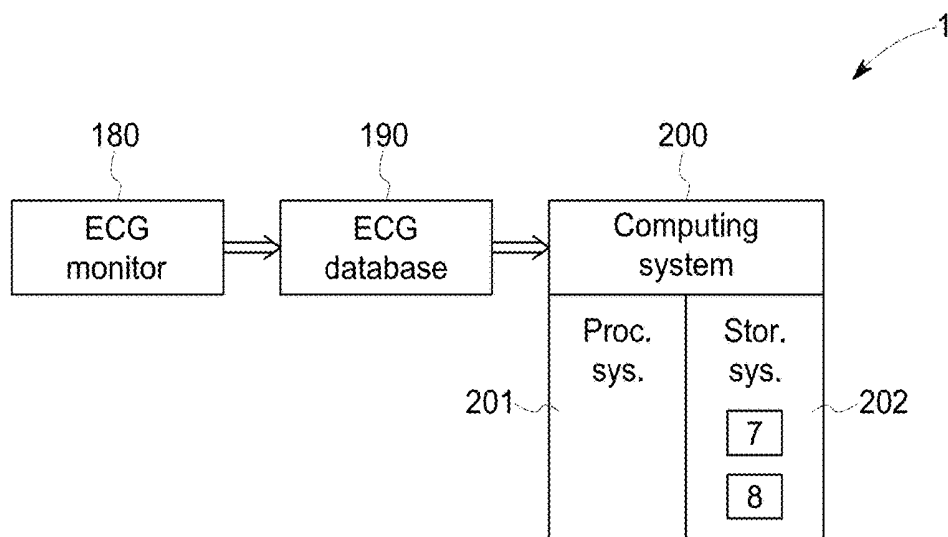 1
180
190
200
ECG
monitor
ECG
database
Computing
system
Proc.
sys.
Stor.
sys.
201
202
7
8